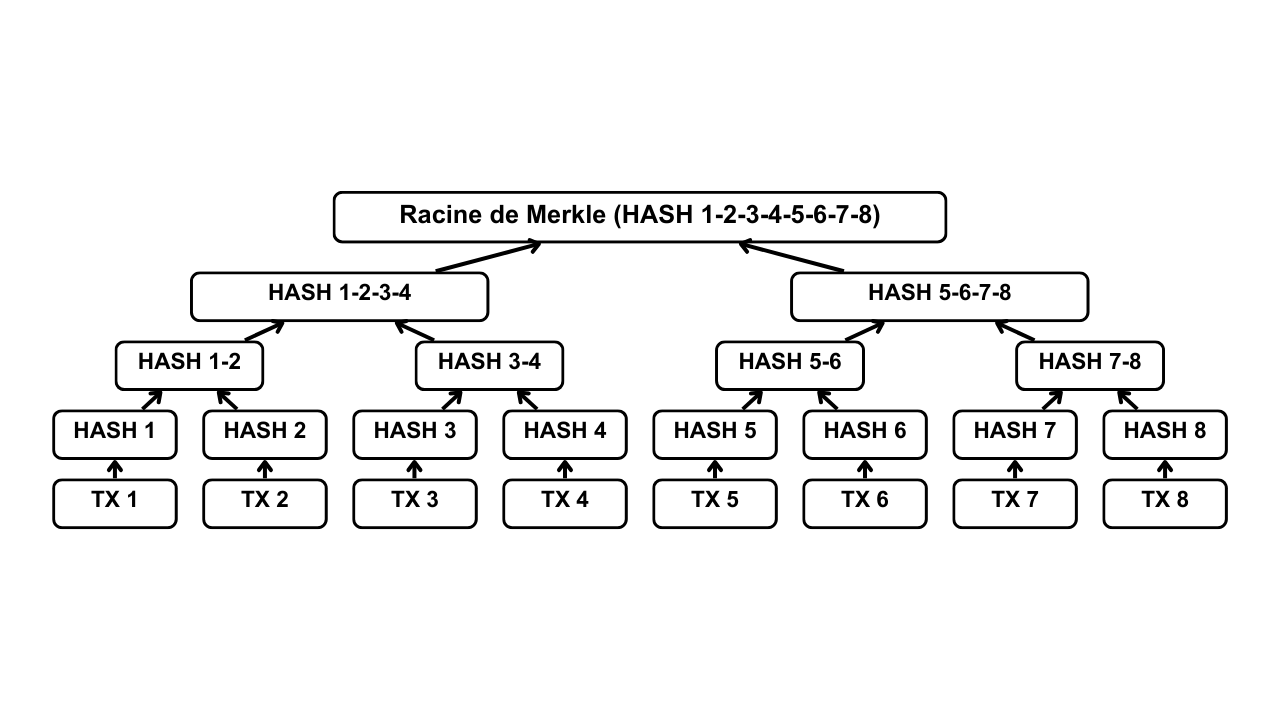 Racine de Merkle (HASH 1-2-3-4-5-6-7-8)
HASH 1-2-3-4
HASH 5-6-7-8
HASH 1-2
HASH 3-4
HASH 5-6
HASH 7-8
HASH 1
HASH 2
HASH 3
HASH 4
HASH 5
HASH 6
HASH 7
HASH 8
TX 1
TX 2
TX 3
TX 4
TX 5
TX 6
TX 7
TX 8